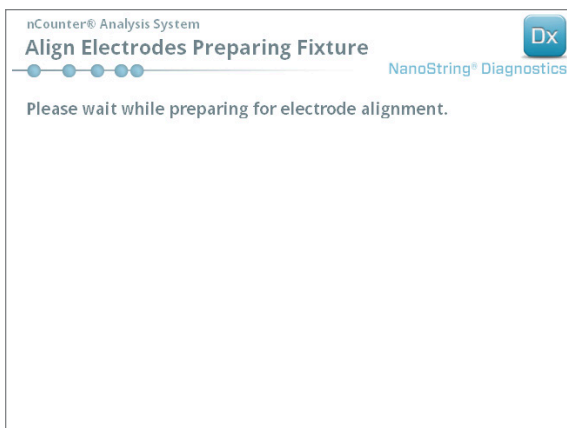 nCounter® Analysis System
Align Electrodes Preparing Fixture
Dx
NanoString® Diagnostics
Please wait while preparing for electrode alignment.